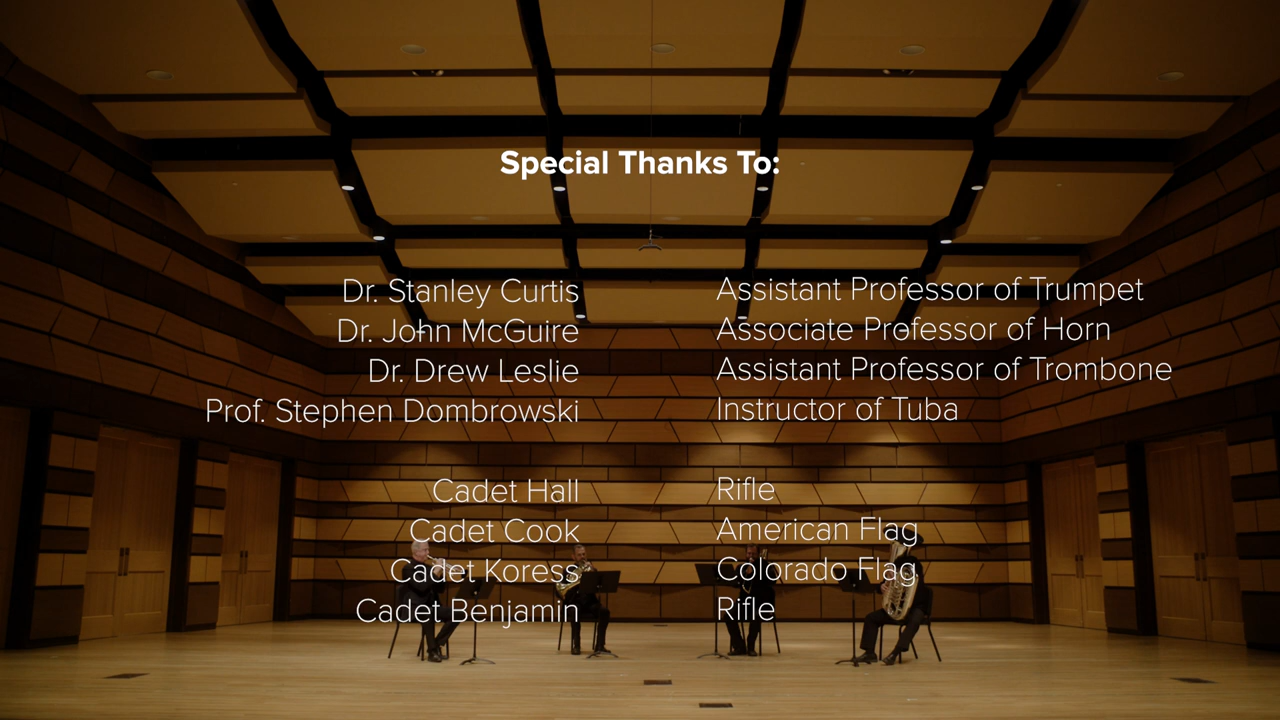 Special Thanks To:
Dr. Stanley Curtis Assistant Professor of Trumpet
Dr. John McGuire Associate Professor of Horn
Dr. Drew Leslie Assistant Professor of Trombone
Prof. Stephen Dombrowski Instructor of Tuba
Cadet Hall Rifle
Cadet Cook American Flag
Cadet Koress Colorado Flag
Cadet Benjamin Rifle